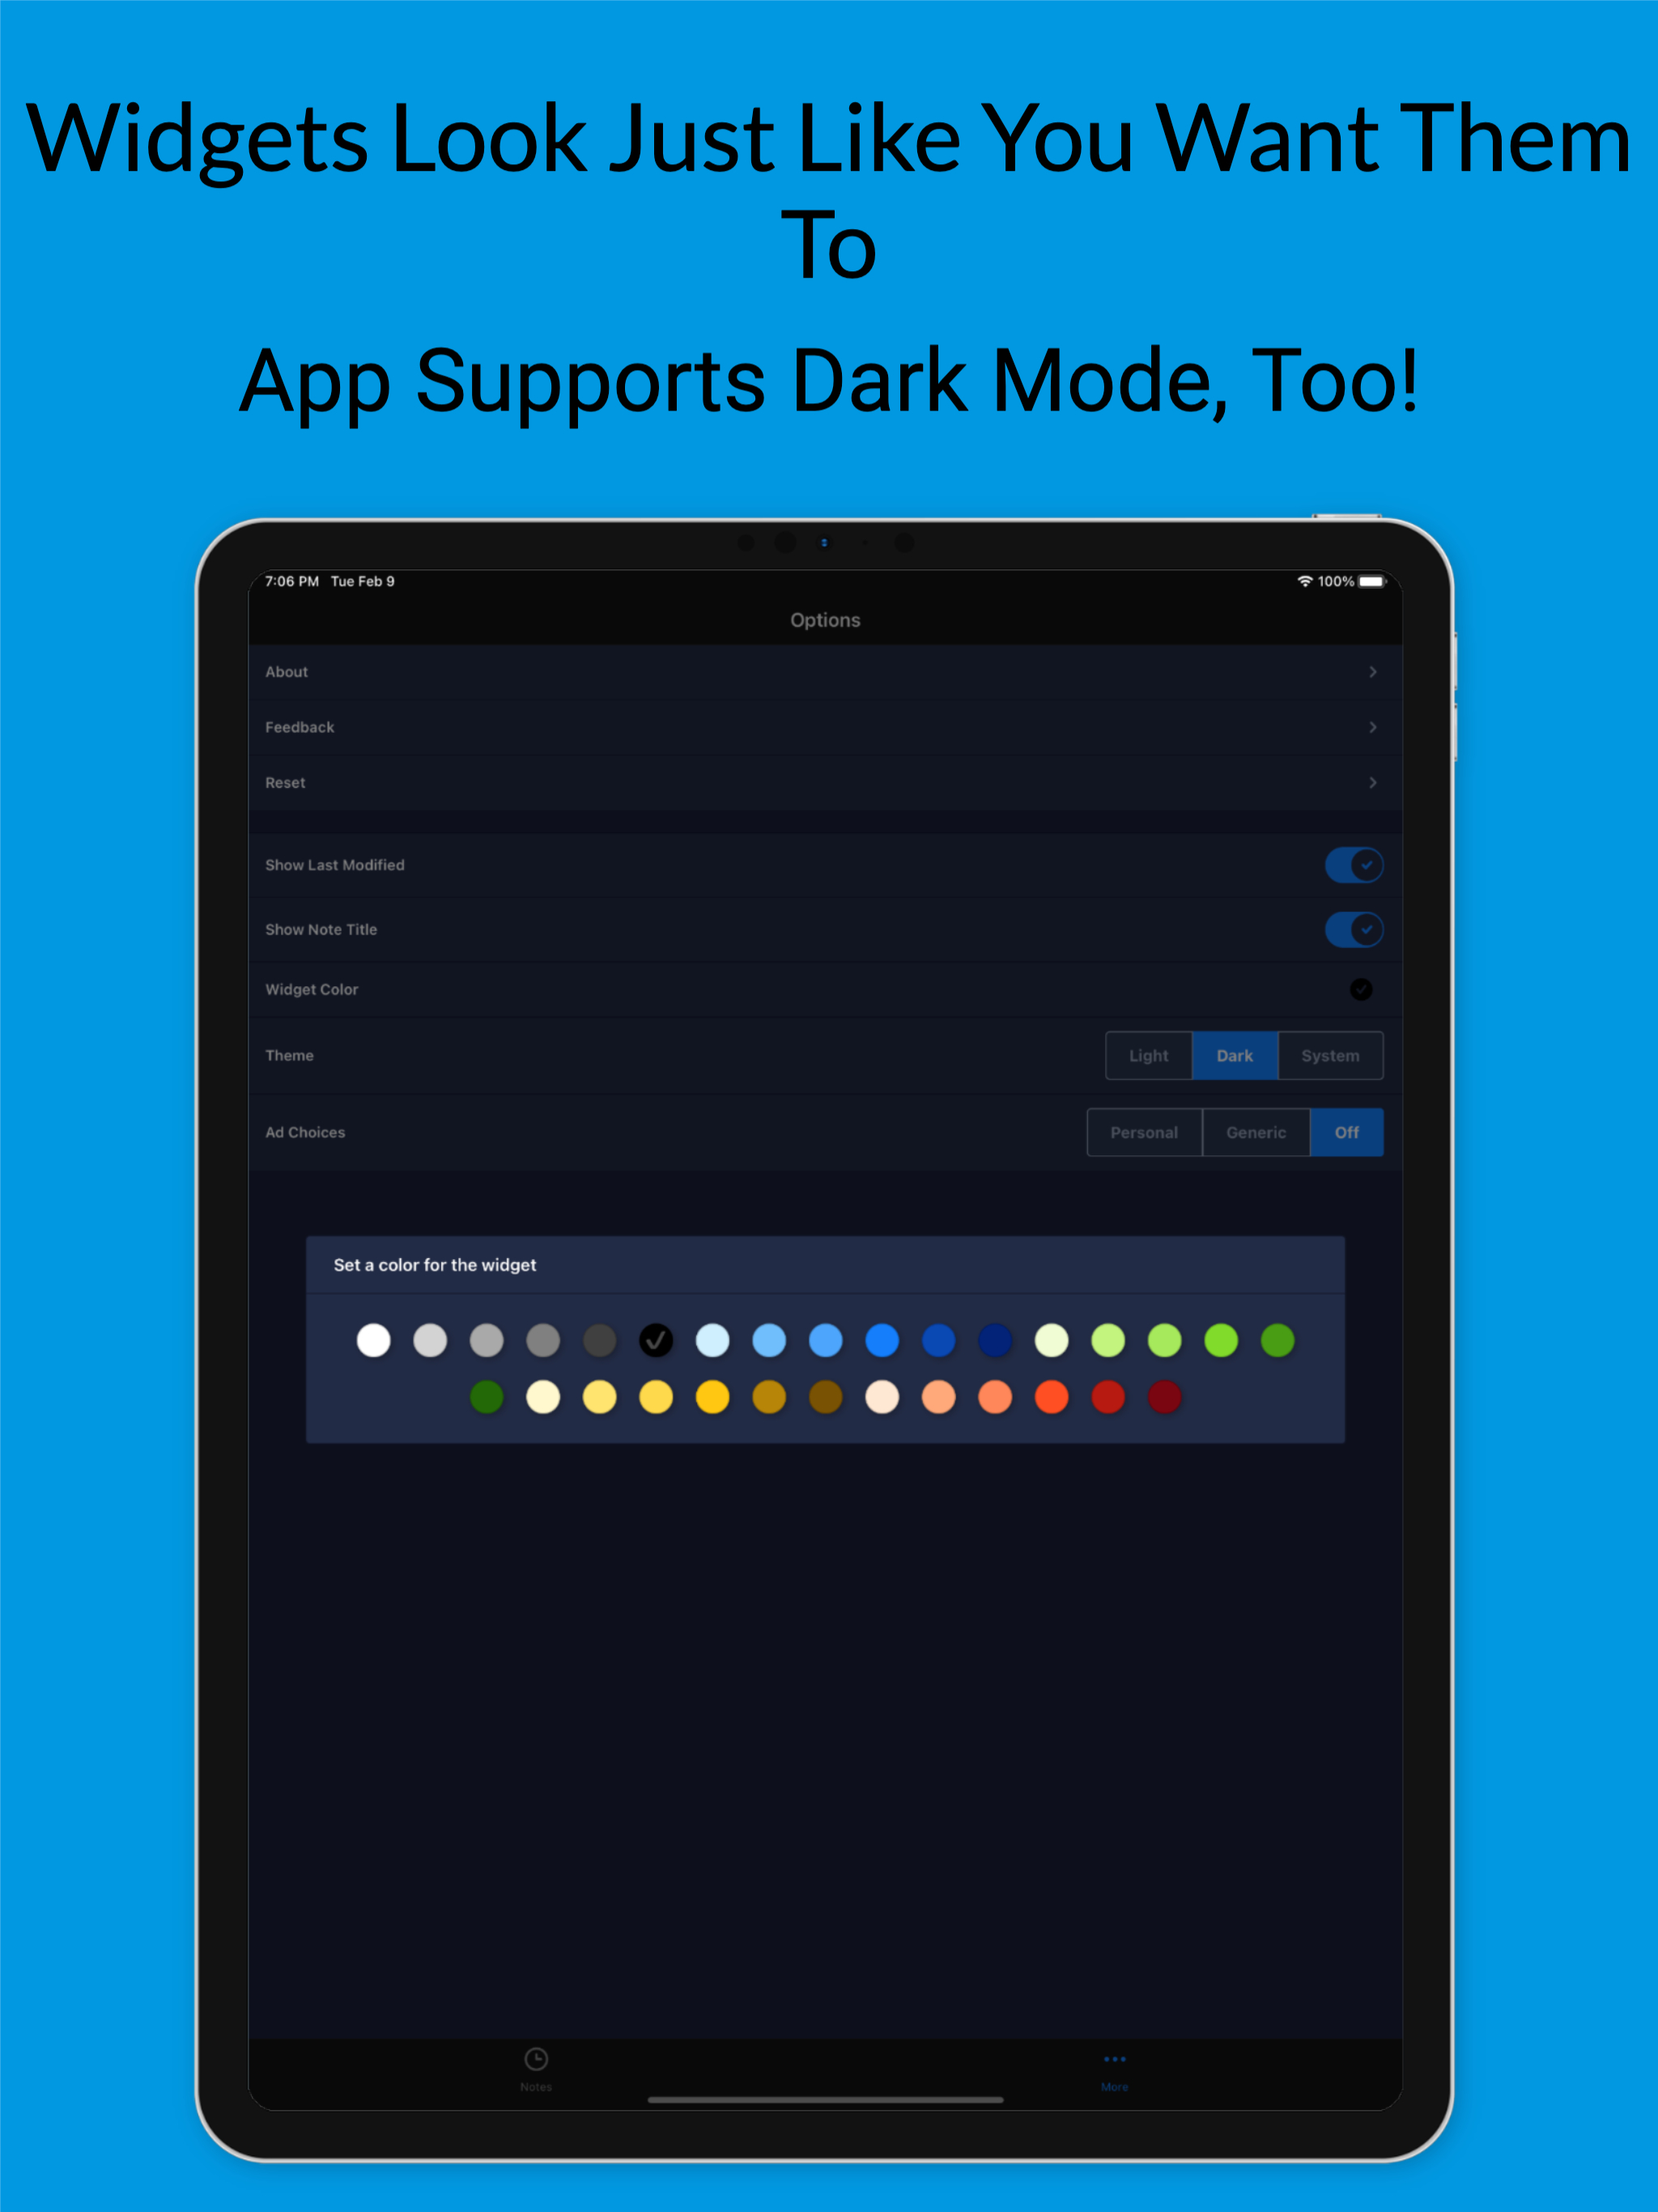 Widgets Look Just Like You Want Them
To
App Supports Dark Mode, Too!
7:06 PM Tue Feb 9 100%
Options
About
Feedback
Reset
Show Last Modified
Show Note Title
Widget Color
Theme Light Dark System
Ad Choices Personal Generic Off
Set a color for the widget
Notes More